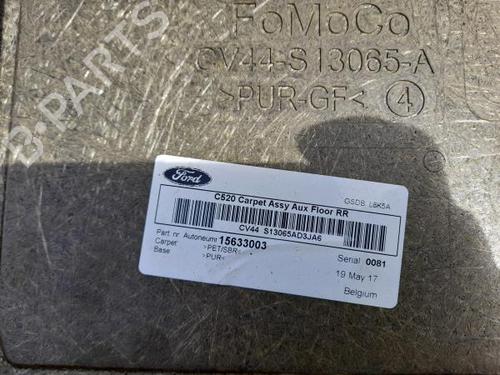 FoMoCo
CV44-S13065-A
>PUR-GF< 4
B-PARTS
Ford
C520 Carpet Assy Aux Floor RR
GSDB L8K5A
CV44 S13065AD3JA6
Part. nr. Autoneum 15633003
Carpet: >PET/SBR<
Base >PUR<
Serial 0081
19 May 17
Belgium